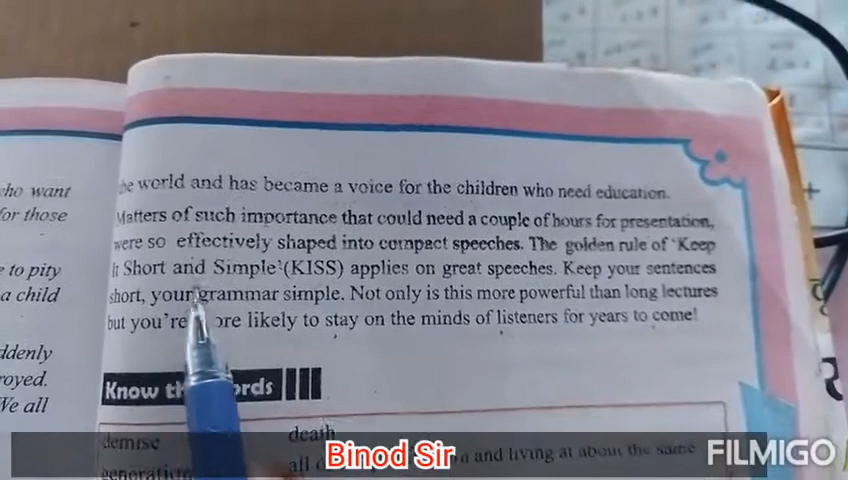 who want
for those
e to pity
a child
ddenly
royed.
We all
he world and has became a voice for the children who need education.
Matters of such importance that could need a couple of hours for presentation,
were so effectively shaped into compact speeches. The golden rule of 'Keep
It Short and Simple'(KISS) applies on great speeches. Keep your sentences
short, your grammar simple. Not only is this more powerful than long lectures
but you're more likely to stay on the minds of listeners for years to come!
Know the Words
demise death
generation all and living at about the same
Binod Sir
FILMIGO